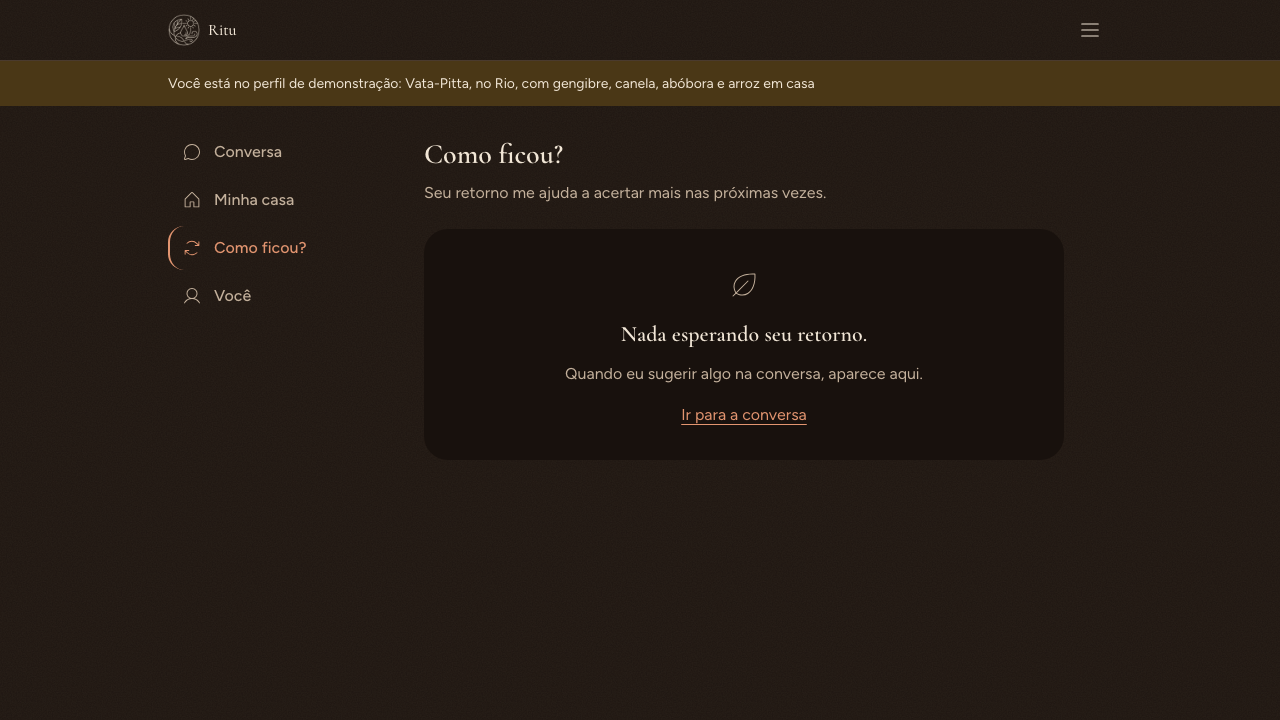 Ritu
Você está no perfil de demonstração: Vata-Pitta, no Rio, com gengibre, canela, abóbora e arroz em casa
Conversa
Minha casa
Como ficou?
Você
Como ficou?
Seu retorno me ajuda a acertar mais nas próximas vezes.
Nada esperando seu retorno.
Quando eu sugerir algo na conversa, aparece aqui.
Ir para a conversa